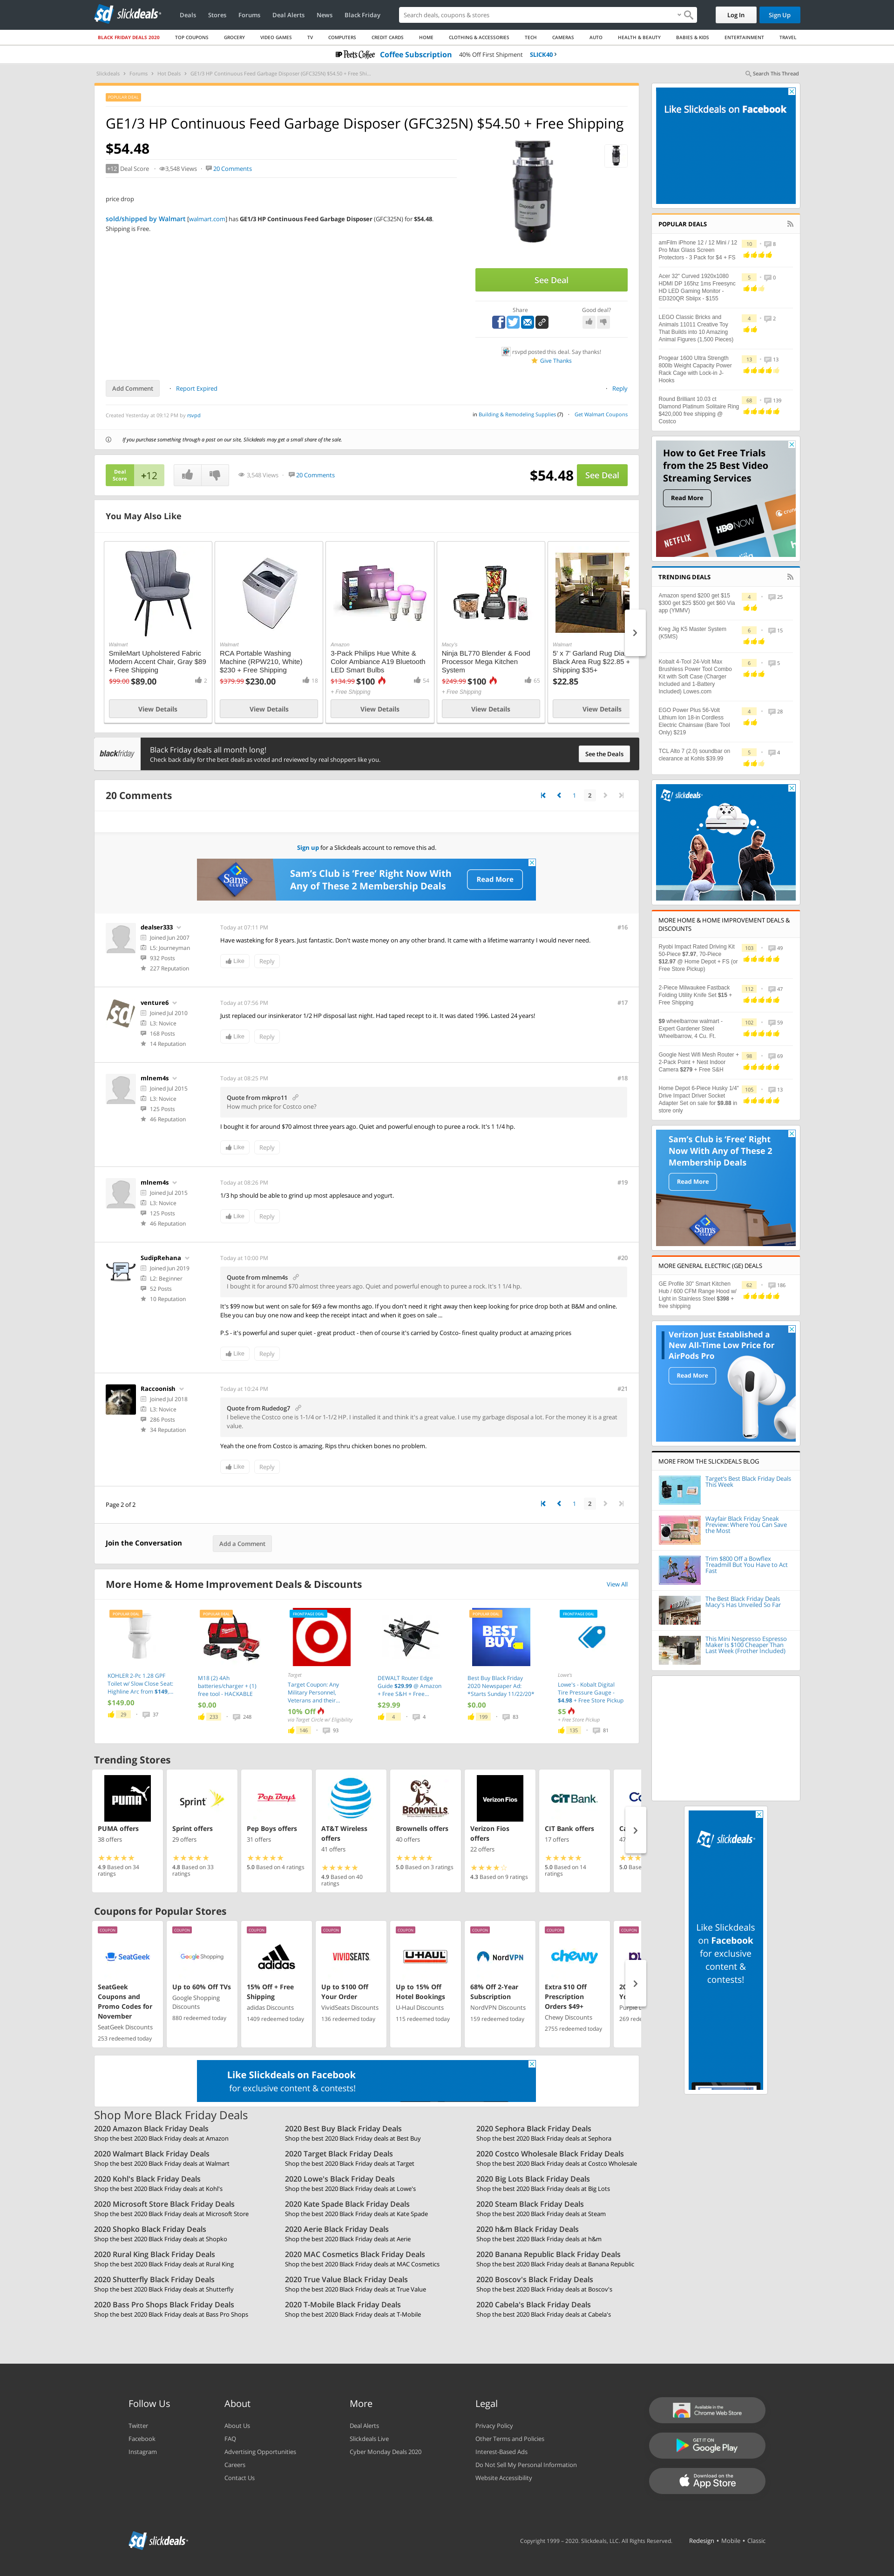 slickdeals
Deals Stores Forums Deal Alerts News Black Friday
Search deals, coupons & stores
Log In
Sign Up
BLACK FRIDAY DEALS 2020 TOP COUPONS GROCERY VIDEO GAMES TV COMPUTERS CREDIT CARDS HOME CLOTHING & ACCESSORIES TECH CAMERAS AUTO HEALTH & BEAUTY BABIES & KIDS ENTERTAINMENT TRAVEL
Peet's Coffee Coffee Subscription 40% Off First Shipment SLICK40
Slickdeals Forums Hot Deals GE1/3 HP Continuous Feed Garbage Disposer (GFC325N) $54.50 + Free Shi...
Search This Thread
POPULAR DEAL
GE1/3 HP Continuous Feed Garbage Disposer (GFC325N) $54.50 + Free Shipping
$54.48
+12 Deal Score 3,548 Views 20 Comments
price drop
sold/shipped by Walmart [walmart.com] has GE1/3 HP Continuous Feed Garbage Disposer (GFC325N) for $54.48.
Shipping is Free.
See Deal
Share Good deal?
rsvpd posted this deal. Say thanks!
Give Thanks
Add Comment Report Expired Reply
Created Yesterday at 09:12 PM by rsvpd
in Building & Remodeling Supplies (7) Get Walmart Coupons
If you purchase something through a post on our site, Slickdeals may get a small share of the sale.
Deal Score +12 3,548 Views 20 Comments $54.48 See Deal
You May Also Like
Walmart
SmileMart Upholstered Fabric Modern Accent Chair, Gray $89 + Free Shipping
$99.00 $89.00 2
View Details
Walmart
RCA Portable Washing Machine (RPW210, White) $230 + Free Shipping
$379.99 $230.00 18
View Details
Amazon
3-Pack Philips Hue White & Color Ambiance A19 Bluetooth LED Smart Bulbs
$134.99 $100 54
+ Free Shipping
View Details
Macy's
Ninja BL770 Blender & Food Processor Mega Kitchen System
$249.99 $100 65
+ Free Shipping
View Details
Walmart
5' x 7' Garland Rug Dia
Black Area Rug $22.85 +
Shipping $35+
$22.85
View Details
blackfriday
Black Friday deals all month long!
Check back daily for the best deals as voted and reviewed by real shoppers like you.
See the Deals
20 Comments
1 2
Sign up for a Slickdeals account to remove this ad.
Sam's Club
Sam's Club is 'Free' Right Now With
Any of These 2 Membership Deals
Read More
dealser333
Joined Jun 2007
L5: Journeyman
932 Posts
227 Reputation
Today at 07:11 PM #16
Have wasteking for 8 years. Just fantastic. Don't waste money on any other brand. It came with a lifetime warranty I would never need.
Like Reply
venture6
Joined Jul 2010
L3: Novice
168 Posts
14 Reputation
Today at 07:56 PM #17
Just replaced our insinkerator 1/2 HP disposal last night. Had taped recept to it. It was dated 1996. Lasted 24 years!
Like Reply
mlnem4s
Joined Jul 2015
L3: Novice
125 Posts
46 Reputation
Today at 08:25 PM #18
Quote from mkpro11
How much price for Costco one?
I bought it for around $70 almost three years ago. Quiet and powerful enough to puree a rock. It's 1 1/4 hp.
Like Reply
mlnem4s
Joined Jul 2015
L3: Novice
125 Posts
46 Reputation
Today at 08:26 PM #19
1/3 hp should be able to grind up most applesauce and yogurt.
Like Reply
SudipRehana
Joined Jun 2019
L2: Beginner
52 Posts
10 Reputation
Today at 10:00 PM #20
Quote from mlnem4s
I bought it for around $70 almost three years ago. Quiet and powerful enough to puree a rock. It's 1 1/4 hp.
It's $99 now but went on sale for $69 a few months ago. If you don't need it right away then keep looking for price drop both at B&M and online.
Else you can buy one now and keep the receipt intact and when it goes on sale ...
P.S - it's powerful and super quiet - great product - then of course it's carried by Costco- finest quality product at amazing prices
Like Reply
Raccoonish
Joined Jul 2018
L3: Novice
286 Posts
34 Reputation
Today at 10:24 PM #21
Quote from Rudedog7
I believe the Costco one is 1-1/4 or 1-1/2 HP. I installed it and think it's a great value. I use my garbage disposal a lot. For the money it is a great
value.
Yeah the one from Costco is amazing. Rips thru chicken bones no problem.
Like Reply
Page 2 of 2
1 2
Join the Conversation Add a Comment
More Home & Home Improvement Deals & Discounts View All
POPULAR DEAL
KOHLER 2-Pc 1.28 GPF Toilet w/ Slow Close Seat: Highline Arc from $149...
$149.00
29 37
POPULAR DEAL
M18 (2) 4Ah batteries/charger + (1) free tool - HACKABLE
$0.00
233 248
FRONTPAGE DEAL
Target
Target Coupon: Any Military Personnel, Veterans and their...
10% Off
via Target Circle w/ Eligibility
146 93
DEWALT Router Edge Guide $29.99 @ Amazon + Free S&H + Free...
$29.99
4 4
POPULAR DEAL
BEST BUY
Best Buy Black Friday 2020 Newspaper Ad: *Starts Sunday 11/22/20*
$0.00
199 83
FRONTPAGE DEAL
Lowe's
Lowe's - Kobalt Digital Tire Pressure Gauge - $4.98 + Free Store Pickup
$5
+ Free Store Pickup
135 81
Trending Stores
PUMA
PUMA offers
38 offers
4.9 Based on 34 ratings
Sprint
Sprint offers
29 offers
4.8 Based on 33 ratings
Pep Boys
Pep Boys offers
31 offers
5.0 Based on 4 ratings
AT&T Wireless offers
41 offers
4.9 Based on 40 ratings
BROWNELLS
Brownells offers
40 offers
5.0 Based on 3 ratings
Verizon Fios
Verizon Fios offers
22 offers
4.3 Based on 9 ratings
CIT BANK
CIT Bank offers
17 offers
5.0 Based on 14 ratings
Coupons for Popular Stores
COUPON
SeatGeek
SeatGeek Coupons and Promo Codes for November
SeatGeek Discounts
253 redeemed today
COUPON
Google Shopping
Up to 60% Off TVs
Google Shopping Discounts
880 redeemed today
COUPON
adidas
15% Off + Free Shipping
adidas Discounts
1409 redeemed today
COUPON
VIVIDSEATS
Up to $100 Off Your Order
VividSeats Discounts
136 redeemed today
COUPON
U-HAUL
Up to 15% Off Hotel Bookings
U-Haul Discounts
115 redeemed today
COUPON
NordVPN
68% Off 2-Year Subscription
NordVPN Discounts
159 redeemed today
COUPON
chewy
Extra $10 Off Prescription Orders $49+
Chewy Discounts
2755 redeemed today
COUPON
Like Slickdeals on Facebook
for exclusive content & contests!
Shop More Black Friday Deals
2020 Amazon Black Friday Deals
Shop the best 2020 Black Friday deals at Amazon
2020 Best Buy Black Friday Deals
Shop the best 2020 Black Friday deals at Best Buy
2020 Sephora Black Friday Deals
Shop the best 2020 Black Friday deals at Sephora
2020 Walmart Black Friday Deals
Shop the best 2020 Black Friday deals at Walmart
2020 Target Black Friday Deals
Shop the best 2020 Black Friday deals at Target
2020 Costco Wholesale Black Friday Deals
Shop the best 2020 Black Friday deals at Costco Wholesale
2020 Kohl's Black Friday Deals
Shop the best 2020 Black Friday deals at Kohl's
2020 Lowe's Black Friday Deals
Shop the best 2020 Black Friday deals at Lowe's
2020 Big Lots Black Friday Deals
Shop the best 2020 Black Friday deals at Big Lots
2020 Microsoft Store Black Friday Deals
Shop the best 2020 Black Friday deals at Microsoft Store
2020 Kate Spade Black Friday Deals
Shop the best 2020 Black Friday deals at Kate Spade
2020 Steam Black Friday Deals
Shop the best 2020 Black Friday deals at Steam
2020 Shopko Black Friday Deals
Shop the best 2020 Black Friday deals at Shopko
2020 Aerie Black Friday Deals
Shop the best 2020 Black Friday deals at Aerie
2020 h&m Black Friday Deals
Shop the best 2020 Black Friday deals at h&m
2020 Rural King Black Friday Deals
Shop the best 2020 Black Friday deals at Rural King
2020 MAC Cosmetics Black Friday Deals
Shop the best 2020 Black Friday deals at MAC Cosmetics
2020 Banana Republic Black Friday Deals
Shop the best 2020 Black Friday deals at Banana Republic
2020 Shutterfly Black Friday Deals
Shop the best 2020 Black Friday deals at Shutterfly
2020 True Value Black Friday Deals
Shop the best 2020 Black Friday deals at True Value
2020 Boscov's Black Friday Deals
Shop the best 2020 Black Friday deals at Boscov's
2020 Bass Pro Shops Black Friday Deals
Shop the best 2020 Black Friday deals at Bass Pro Shops
2020 T-Mobile Black Friday Deals
Shop the best 2020 Black Friday deals at T-Mobile
2020 Cabela's Black Friday Deals
Shop the best 2020 Black Friday deals at Cabela's
Like Slickdeals on Facebook
POPULAR DEALS
amFilm iPhone 12 / 12 Mini / 12 Pro Max Glass Screen Protectors - 3 Pack for $4 + FS 10 8
Acer 32" Curved 1920x1080 HDMI DP 165hz 1ms Freesync HD LED Gaming Monitor - ED320QR Sbiipx - $155 5 0
LEGO Classic Bricks and Animals 11011 Creative Toy That Builds into 10 Amazing Animal Figures (1,500 Pieces) 4 2
Progear 1600 Ultra Strength 800lb Weight Capacity Power Rack Cage with Lock-in J-Hooks 13 13
Round Brilliant 10.03 ct Diamond Platinum Solitaire Ring $420,000 free shipping @ Costco 68 139
How to Get Free Trials
from the 25 Best Video
Streaming Services
Read More
NETFLIX
HBO NOW
TRENDING DEALS
Amazon spend $200 get $15 $300 get $25 $500 get $60 Via app (YMMV) 4 25
Kreg Jig K5 Master System (K5MS) 6 15
Kobalt 4-Tool 24-Volt Max Brushless Power Tool Combo Kit with Soft Case (Charger Included and 1-Battery Included) Lowes.com 6 5
EGO Power Plus 56-Volt Lithium Ion 18-in Cordless Electric Chainsaw (Bare Tool Only) $219 4 28
TCL Alto 7 (2.0) soundbar on clearance at Kohls $39.99 5 4
slickdeals
MORE HOME & HOME IMPROVEMENT DEALS & DISCOUNTS
Ryobi Impact Rated Driving Kit 50-Piece $7.97, 70-Piece $12.97 @ Home Depot + FS (or Free Store Pickup) 103 49
2-Piece Milwaukee Fastback Folding Utility Knife Set $15 + Free Shipping 112 47
$9 wheelbarrow walmart - Expert Gardener Steel Wheelbarrow, 4 Cu. Ft. 102 59
Google Nest Wifi Mesh Router + 2-Pack Point + Nest Indoor Camera $279 + Free S&H 98 69
Home Depot 6-Piece Husky 1/4" Drive Impact Driver Socket Adapter Set on sale for $9.88 in store only 105 13
Sam's Club is 'Free' Right
Now With Any of These 2
Membership Deals
Read More
Sam's
MORE GENERAL ELECTRIC (GE) DEALS
GE Profile 30" Smart Kitchen Hub / 600 CFM Range Hood w/ Light in Stainless Steel $398 + free shipping 62 186
Verizon Just Established a
New All-Time Low Price for
AirPods Pro
Read More
MORE FROM THE SLICKDEALS BLOG
Target's Best Black Friday Deals This Week
Wayfair Black Friday Sneak Preview: Where You Can Save the Most
Trim $800 Off a Bowflex Treadmill But You Have to Act Fast
The Best Black Friday Deals Macy's Has Unveiled So Far
This Mini Nespresso Espresso Maker Is $100 Cheaper Than Last Week (Frother Included)
slickdeals
Like Slickdeals
on Facebook
for exclusive
content &
contests!
Follow Us
Twitter
Facebook
Instagram
About
About Us
FAQ
Advertising Opportunities
Careers
Contact Us
More
Deal Alerts
Slickdeals Live
Cyber Monday Deals 2020
Legal
Privacy Policy
Other Terms and Policies
Interest-Based Ads
Do Not Sell My Personal Information
Website Accessibility
Available in the
Chrome Web Store
GET IT ON
Google Play
Download on the
App Store
slickdeals
Copyright 1999 – 2020. Slickdeals, LLC. All Rights Reserved. Redesign • Mobile • Classic